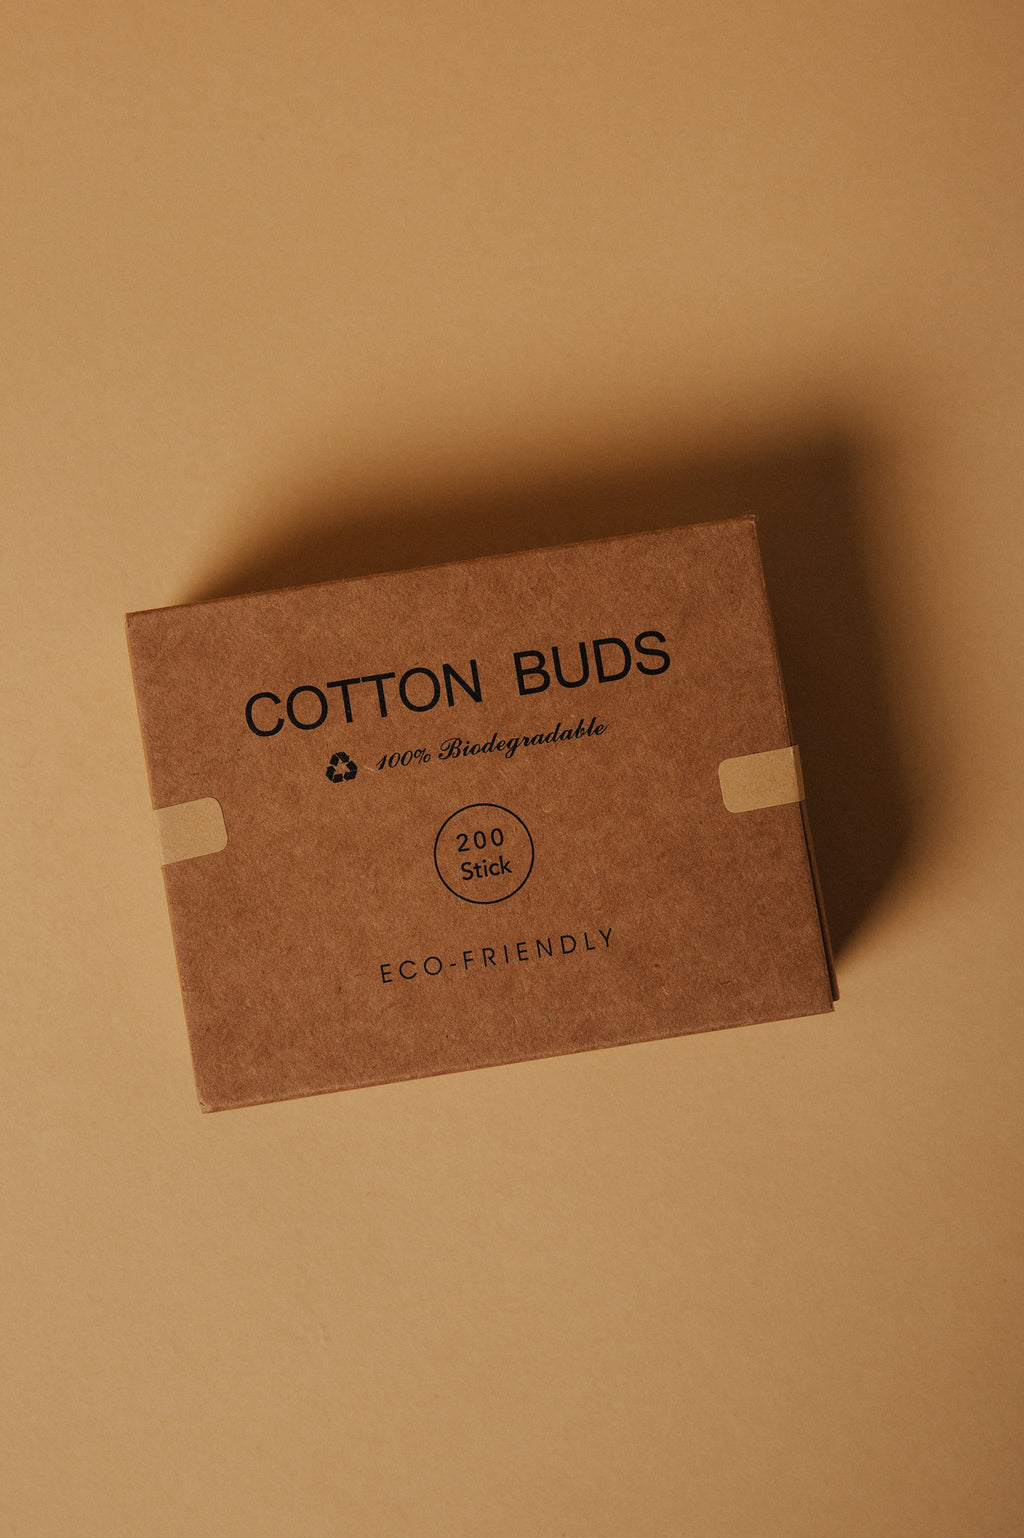 COTTON BUDS
100% Biodegradable
200
Stick
ECO-FRIENDLY